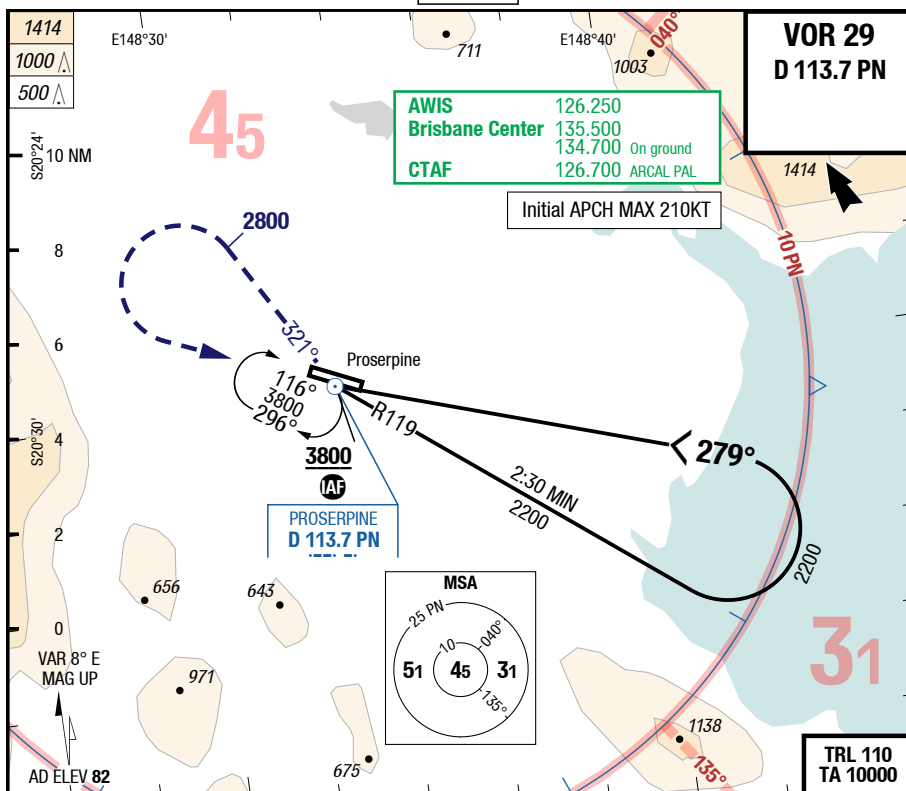 1414
1000
500
E148°30'
711
E148°40'
1003
040°
VOR 29
D 113.7 PN
45
AWIS 126.250
Brisbane Center 135.500
134.700 On ground
CTAF 126.700 ARCAL PAL
Initial APCH MAX 210KT
1414
S20°24'
10 NM
8
6
4
2
0
S20°30'
10 PN
2800
321°
Proserpine
116°
3800
296°
R119
279°
3800
IAF
2:30 MIN
2200
2200
PROSERPINE
D 113.7 PN
656
643
971
675
1138
MSA
25 PN
10
040°
51
45
31
135°
31
135°
VAR 8° E
MAG UP
AD ELEV 82
TRL 110
TA 10000